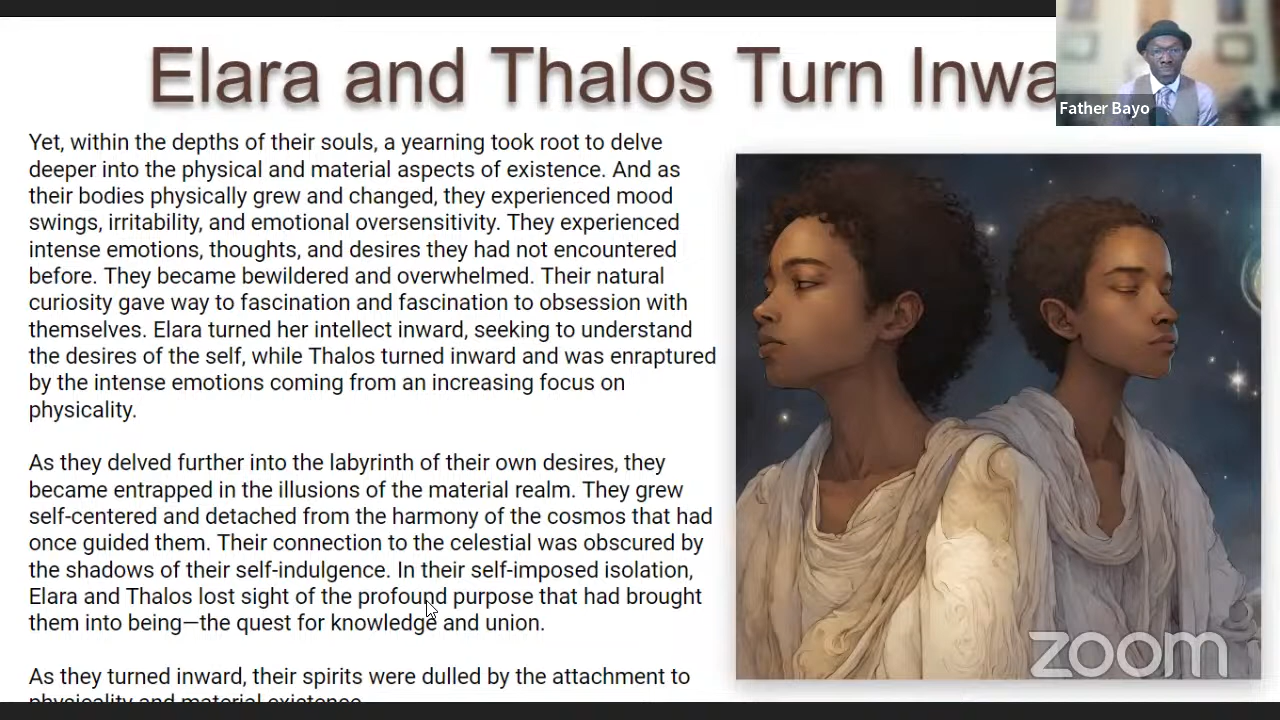 Elara and Thalos Turn Inwa
Father Bayo
Yet, within the depths of their souls, a yearning took root to delve
deeper into the physical and material aspects of existence. And as
their bodies physically grew and changed, they experienced mood
swings, irritability, and emotional oversensitivity. They experienced
intense emotions, thoughts, and desires they had not encountered
before. They became bewildered and overwhelmed. Their natural
curiosity gave way to fascination and fascination to obsession with
themselves. Elara turned her intellect inward, seeking to understand
the desires of the self, while Thalos turned inward and was enraptured
by the intense emotions coming from an increasing focus on
physicality.
As they delved further into the labyrinth of their own desires, they
became entrapped in the illusions of the material realm. They grew
self-centered and detached from the harmony of the cosmos that had
once guided them. Their connection to the celestial was obscured by
the shadows of their self-indulgence. In their self-imposed isolation,
Elara and Thalos lost sight of the profound purpose that had brought
them into being—the quest for knowledge and union.
As they turned inward, their spirits were dulled by the attachment to
physicality and material existence.
zoom